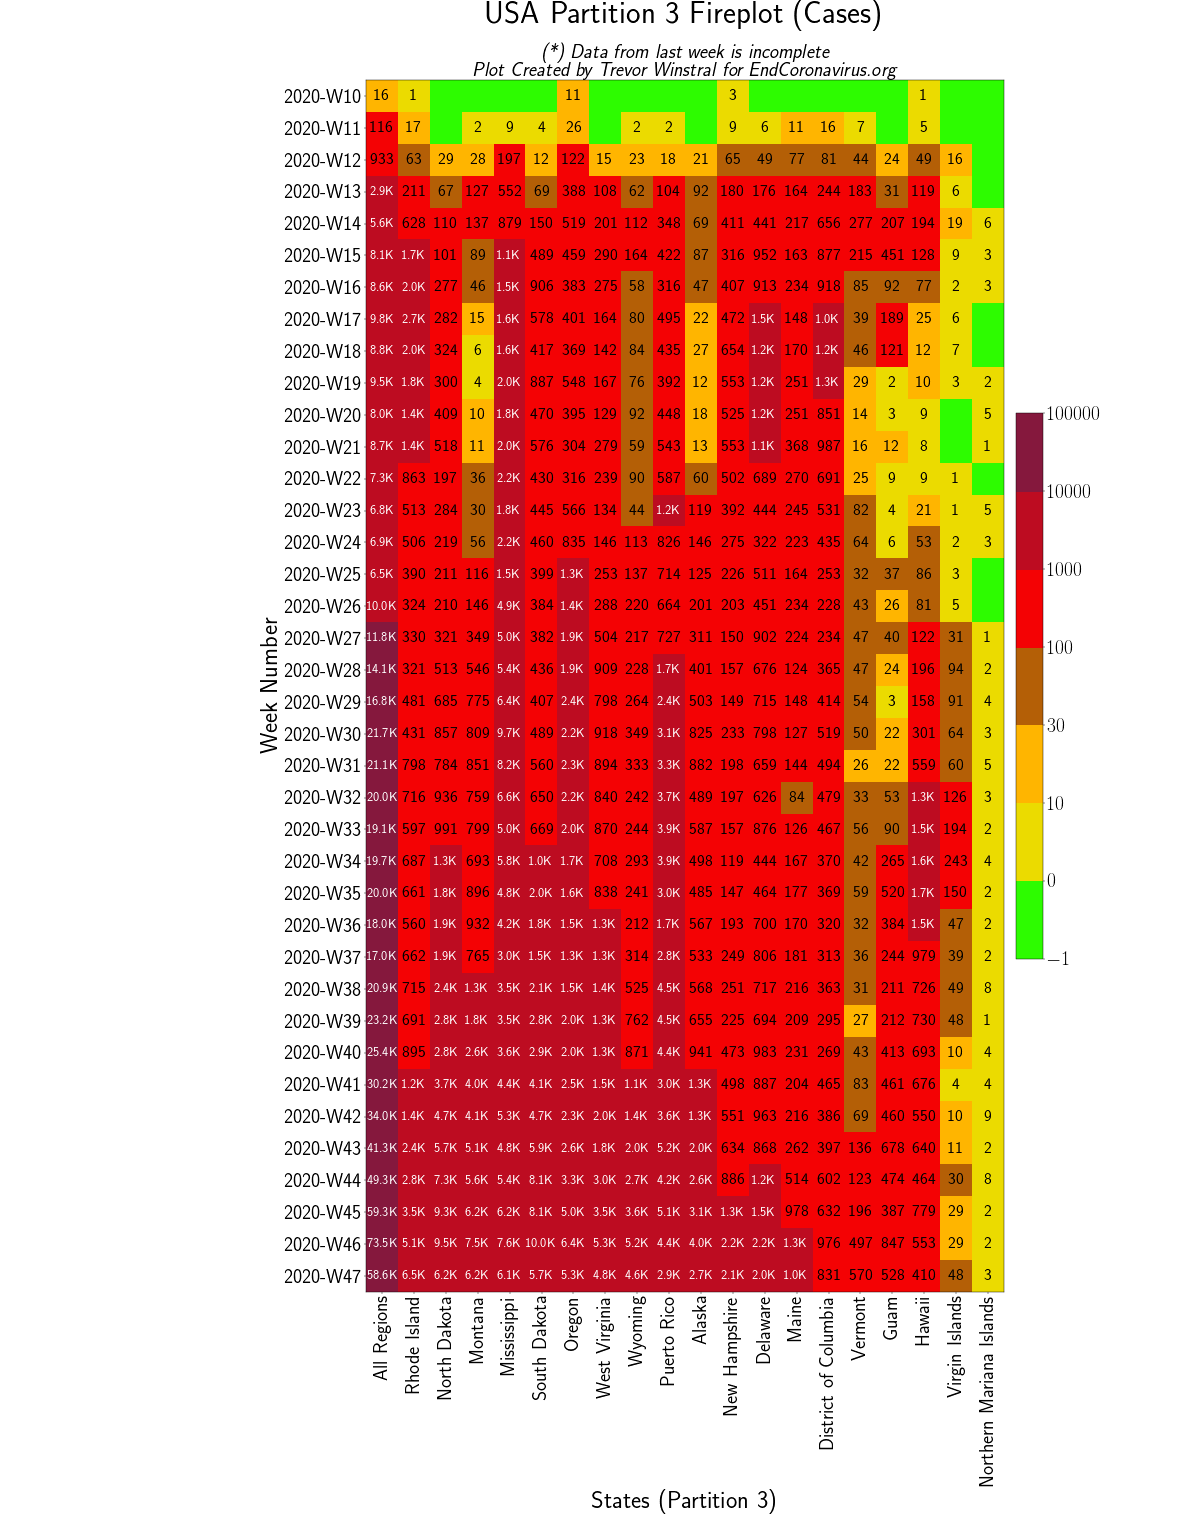 USA Partition 3 Fireplot (Cases)
(*) Data from last week is incomplete
Plot Created by Trevor Winstral for EndCoronavirus.org
2020-W10 16 1 11 3 1
2020-W11 116 17 2 9 4 26 2 2 9 6 11 16 7 5
2020-W12 933 63 29 28 197 12 122 15 23 18 21 65 49 77 81 44 24 49 16
2020-W13 2.9K 211 67 127 552 69 388 108 62 104 92 180 176 164 244 183 31 119 6
2020-W14 5.6K 628 110 137 879 150 519 201 112 348 69 411 441 217 656 277 207 194 19 6
2020-W15 8.1K 1.7K 101 89 1.1K 489 459 290 164 422 87 316 952 163 877 215 451 128 9 3
2020-W16 8.6K 2.0K 277 46 1.5K 906 383 275 58 316 47 407 913 234 918 85 92 77 2 3
2020-W17 9.8K 2.7K 282 15 1.6K 578 401 164 80 495 22 472 1.5K 148 1.0K 39 189 25 6
2020-W18 8.8K 2.0K 324 6 1.6K 417 369 142 84 435 27 654 1.2K 170 1.2K 46 121 12 7
2020-W19 9.5K 1.8K 300 4 2.0K 887 548 167 76 392 12 553 1.2K 251 1.3K 29 2 10 3 2
2020-W20 8.0K 1.4K 409 10 1.8K 470 395 129 92 448 18 525 1.2K 251 851 14 3 9 5
2020-W21 8.7K 1.4K 518 11 2.0K 576 304 279 59 543 13 553 1.1K 368 987 16 12 8 1
2020-W22 7.3K 863 197 36 2.2K 430 316 239 90 587 60 502 689 270 691 25 9 9 1
2020-W23 6.8K 513 284 30 1.8K 445 566 134 44 1.2K 119 392 444 245 531 82 4 21 1 5
2020-W24 6.9K 506 219 56 2.2K 460 835 146 113 826 146 275 322 223 435 64 6 53 2 3
2020-W25 6.5K 390 211 116 1.5K 399 1.3K 253 137 714 125 226 511 164 253 32 37 86 3
2020-W26 10.0K 324 210 146 4.9K 384 1.4K 288 220 664 201 203 451 234 228 43 26 81 5
2020-W27 11.8K 330 321 349 5.0K 382 1.9K 504 217 727 311 150 902 224 234 47 40 122 31 1
2020-W28 14.1K 321 513 546 5.4K 436 1.9K 909 228 1.7K 401 157 676 124 365 47 24 196 94 2
2020-W29 16.8K 481 685 775 6.4K 407 2.4K 798 264 2.4K 503 149 715 148 414 54 3 158 91 4
2020-W30 21.7K 431 857 809 9.7K 489 2.2K 918 349 3.1K 825 233 798 127 519 50 22 301 64 3
2020-W31 21.1K 798 784 851 8.2K 560 2.3K 894 333 3.3K 882 198 659 144 494 26 22 559 60 5
2020-W32 20.0K 716 936 759 6.6K 650 2.2K 840 242 3.7K 489 197 626 84 479 33 53 1.3K 126 3
2020-W33 19.1K 597 991 799 5.0K 669 2.0K 870 244 3.9K 587 157 876 126 467 56 90 1.5K 194 2
2020-W34 19.7K 687 1.3K 693 5.8K 1.0K 1.7K 708 293 3.9K 498 119 444 167 370 42 265 1.6K 243 4
2020-W35 20.0K 661 1.8K 896 4.8K 2.0K 1.6K 838 241 3.0K 485 147 464 177 369 59 520 1.7K 150 2
2020-W36 18.0K 560 1.9K 932 4.2K 1.8K 1.5K 1.3K 212 1.7K 567 193 700 170 320 32 384 1.5K 47 2
2020-W37 17.0K 662 1.9K 765 3.0K 1.5K 1.3K 1.3K 314 2.8K 533 249 806 181 313 36 244 979 39 2
2020-W38 20.9K 715 2.4K 1.3K 3.5K 2.1K 1.5K 1.4K 525 4.5K 568 251 717 216 363 31 211 726 49 8
2020-W39 23.2K 691 2.8K 1.8K 3.5K 2.8K 2.0K 1.3K 762 4.5K 655 225 694 209 295 27 212 730 48 1
2020-W40 25.4K 895 2.8K 2.6K 3.6K 2.9K 2.0K 1.3K 871 4.4K 941 473 983 231 269 43 413 693 10 4
2020-W41 30.2K 1.2K 3.7K 4.0K 4.4K 4.1K 2.5K 1.5K 1.1K 3.0K 1.3K 498 887 204 465 83 461 676 4 4
2020-W42 34.0K 1.4K 4.7K 4.1K 5.3K 4.7K 2.3K 2.0K 1.4K 3.6K 1.3K 551 963 216 386 69 460 550 10 9
2020-W43 41.3K 2.4K 5.7K 5.1K 4.8K 5.9K 2.6K 1.8K 2.0K 5.2K 2.0K 634 868 262 397 136 678 640 11 2
2020-W44 49.3K 2.8K 7.3K 5.6K 5.4K 8.1K 3.3K 3.0K 2.7K 4.2K 2.6K 886 1.2K 514 602 123 474 464 30 8
2020-W45 59.3K 3.5K 9.3K 6.2K 6.2K 8.1K 5.0K 3.5K 3.6K 5.1K 3.1K 1.3K 1.5K 978 632 196 387 779 29 2
2020-W46 73.5K 5.1K 9.5K 7.5K 7.6K 10.0K 6.4K 5.3K 5.2K 4.4K 4.0K 2.2K 2.2K 1.3K 976 497 847 553 29 2
2020-W47 58.6K 6.5K 6.2K 6.2K 6.1K 5.7K 5.3K 4.8K 4.6K 2.9K 2.7K 2.1K 2.0K 1.0K 831 570 528 410 48 3
Week Number
100000
10000
1000
100
30
10
0
−1
All Regions
Rhode Island
North Dakota
Montana
Mississippi
South Dakota
Oregon
West Virginia
Wyoming
Puerto Rico
Alaska
New Hampshire
Delaware
Maine
District of Columbia
Vermont
Guam
Hawaii
Virgin Islands
Northern Mariana Islands
States (Partition 3)